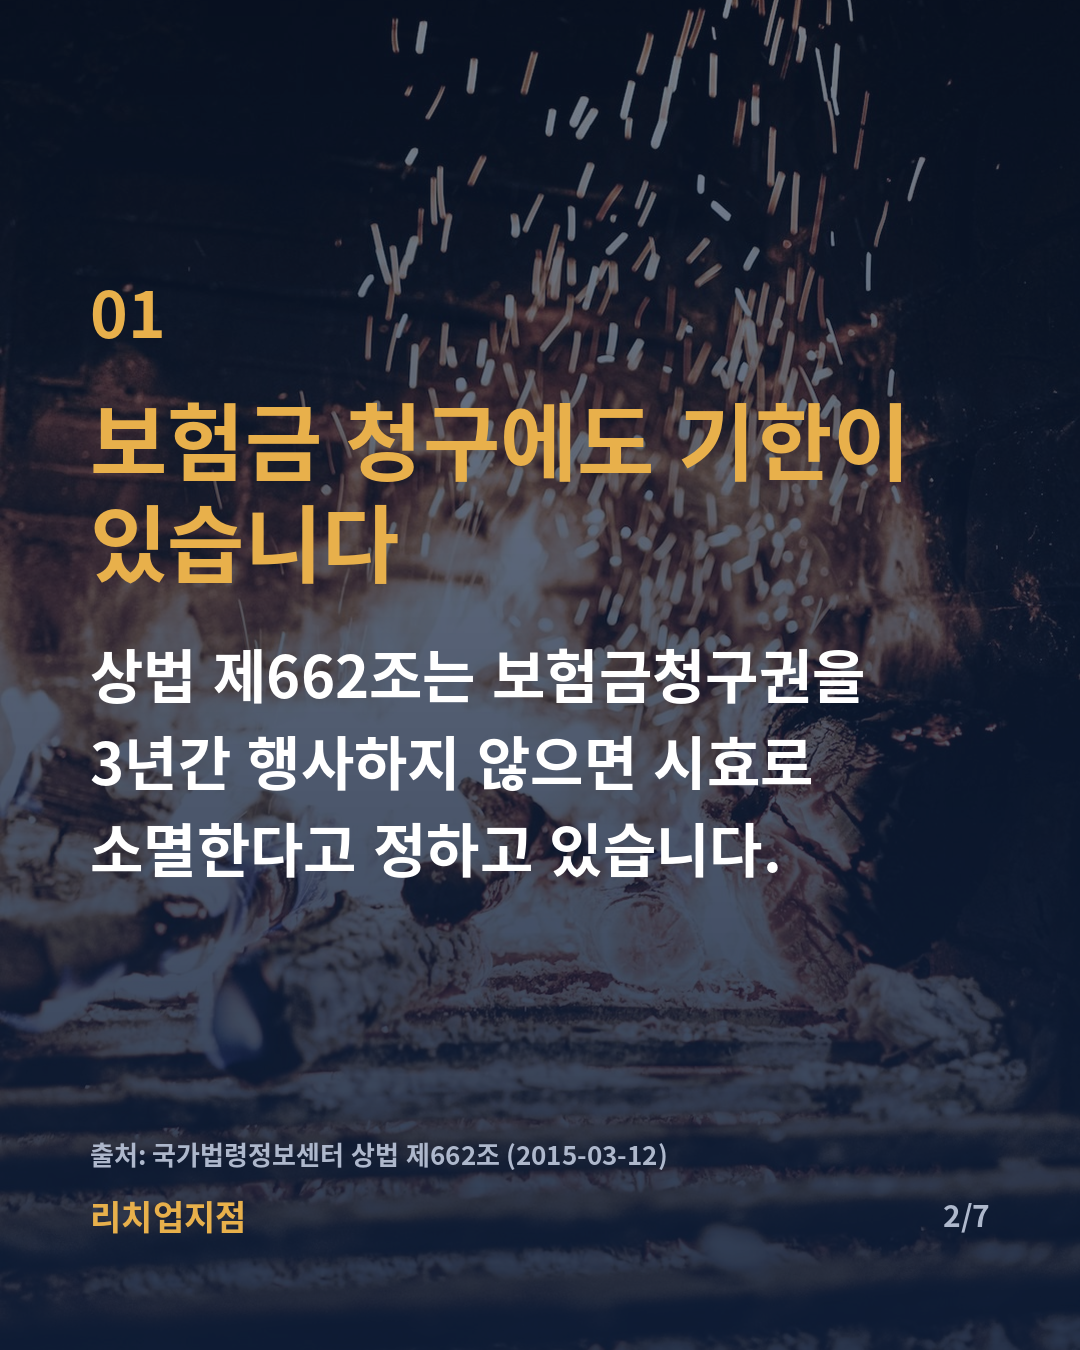 01
보험금 청구에도 기한이
있습니다
상법 제662조는 보험금청구권을
3년간 행사하지 않으면 시효로
소멸한다고 정하고 있습니다.
출처: 국가법령정보센터 상법 제662조 (2015-03-12)
리치업지점
2/7